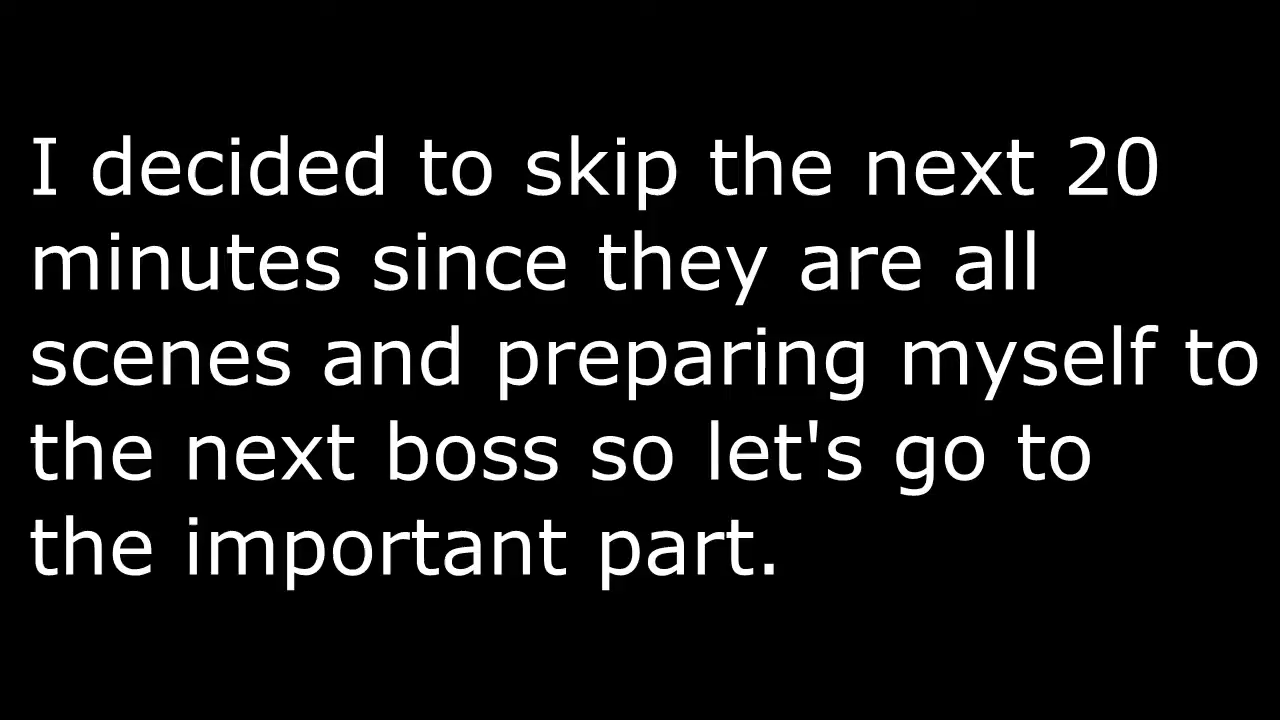 I decided to skip the next 20
minutes since they are all
scenes and preparing myself to
the next boss so let's go to
the important part.